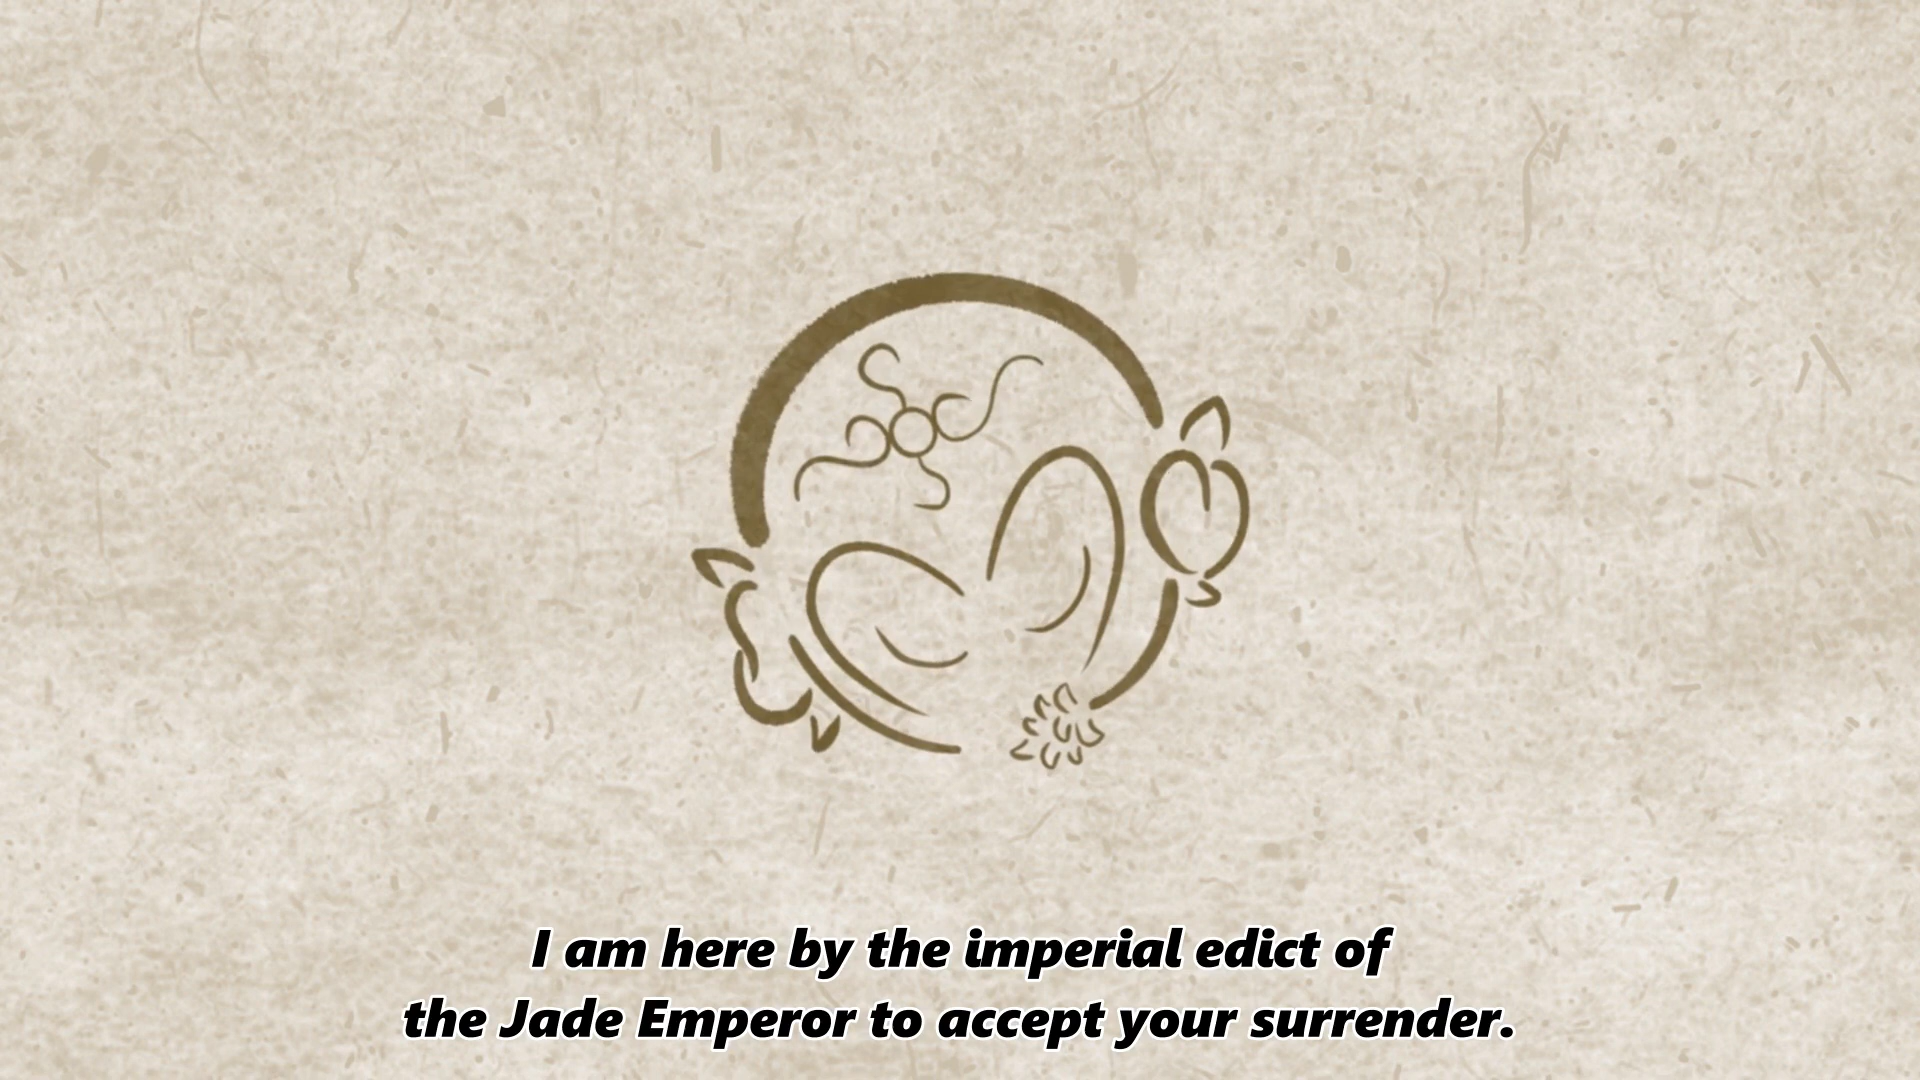 I am here by the imperial edict of
the Jade Emperor to accept your surrender.